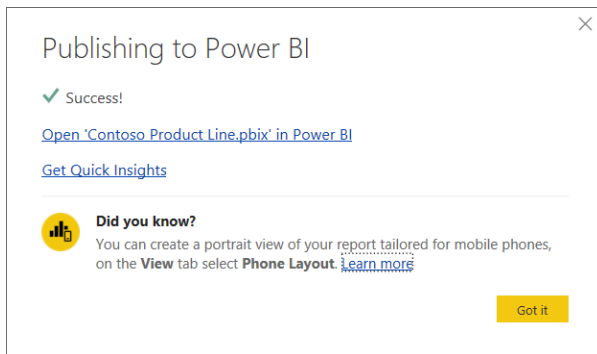 Publishing to Power BI
Success!
Open 'Contoso Product Line.pbix' in Power BI
Get Quick Insights
Did you know?
You can create a portrait view of your report tailored for mobile phones,
on the View tab select Phone Layout. Learn more
Got it